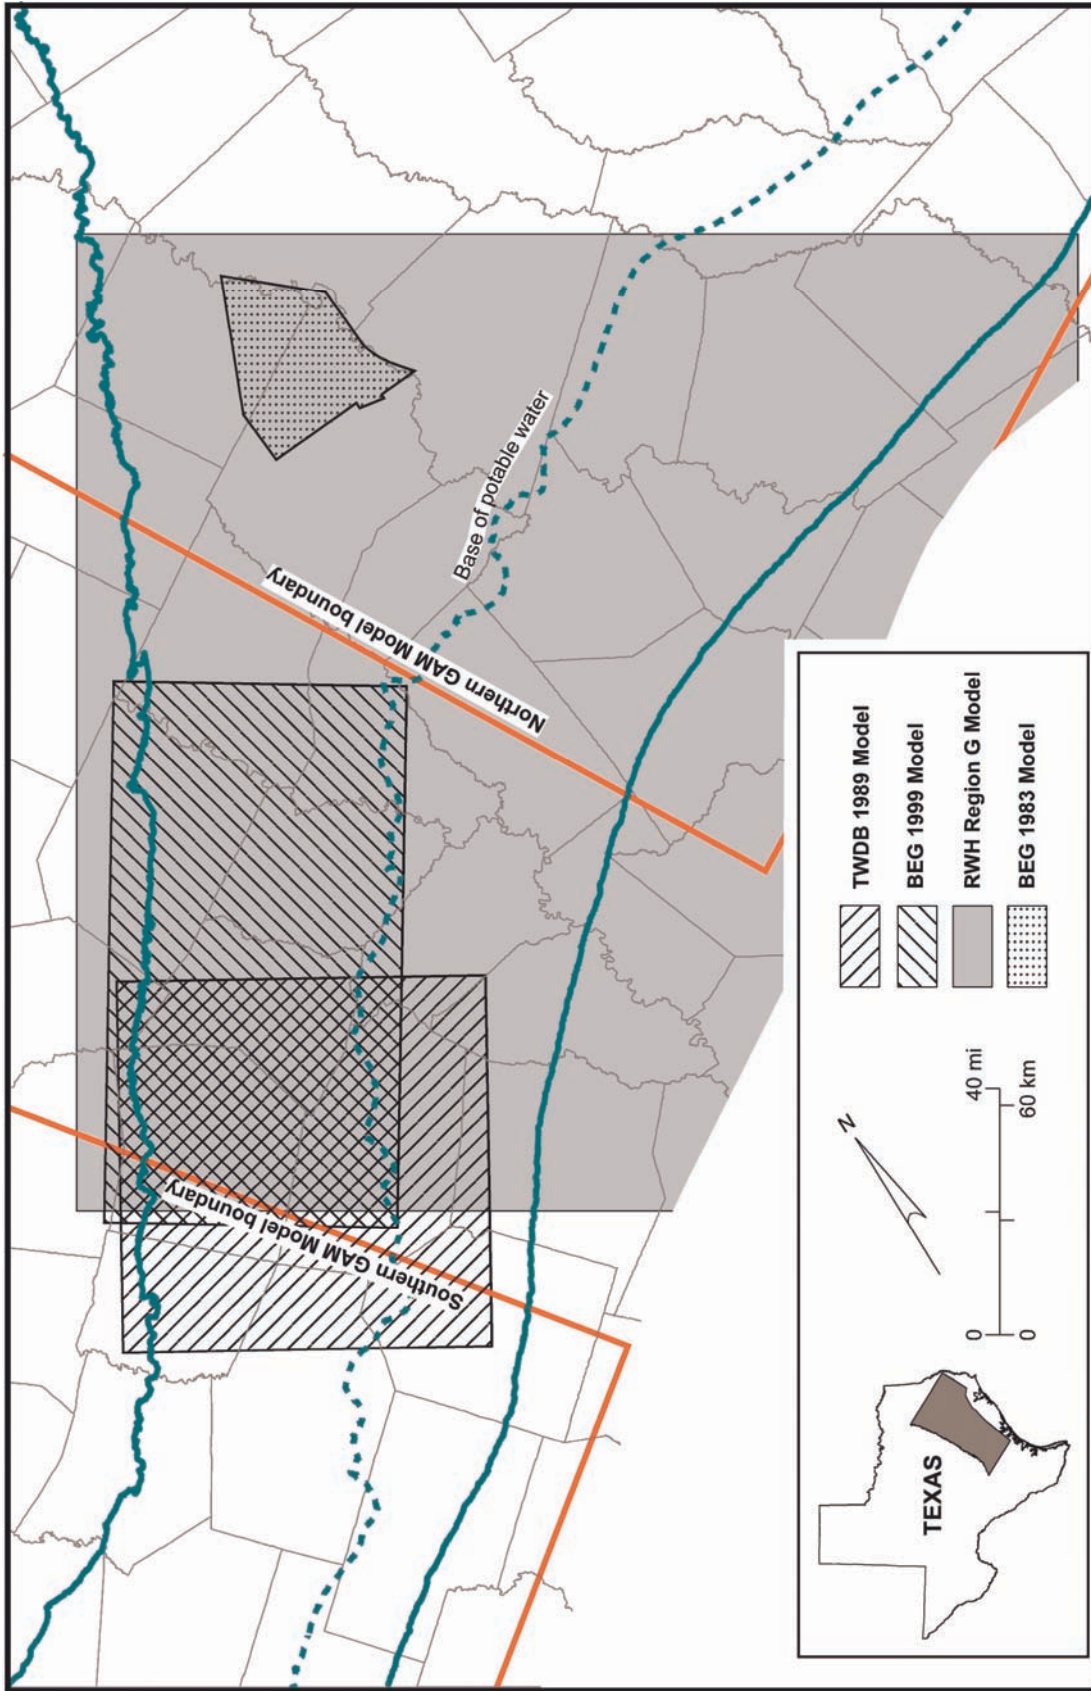 Base of potable water
Northern GAM Model boundary
Southern GAM Model boundary
TEXAS
N
0
40 mi
0
60 km
TWDB 1989 Model
BEG 1999 Model
RWH Region G Model
BEG 1983 Model